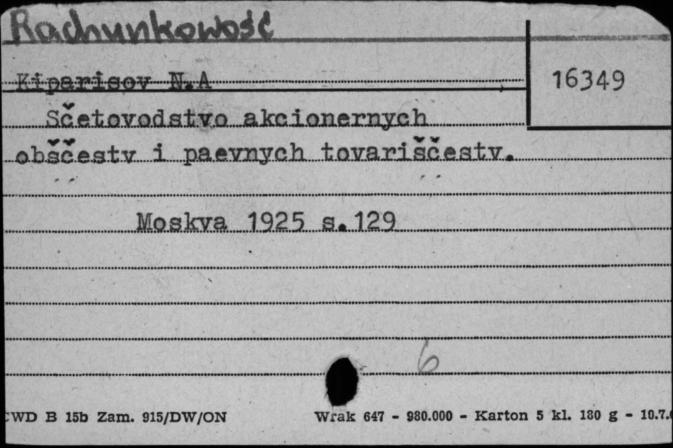 Rachunkowość
Kiparisov N.A
16349
Sčetovodstvo akcionernych
obščestv i paevnych tovariščestv.
Moskva 1925 s.129
6
CWD B 15b Zam. 915/DW/ON
Wrak 647 - 980.000 - Karton 5 kl. 180 g - 10.7.